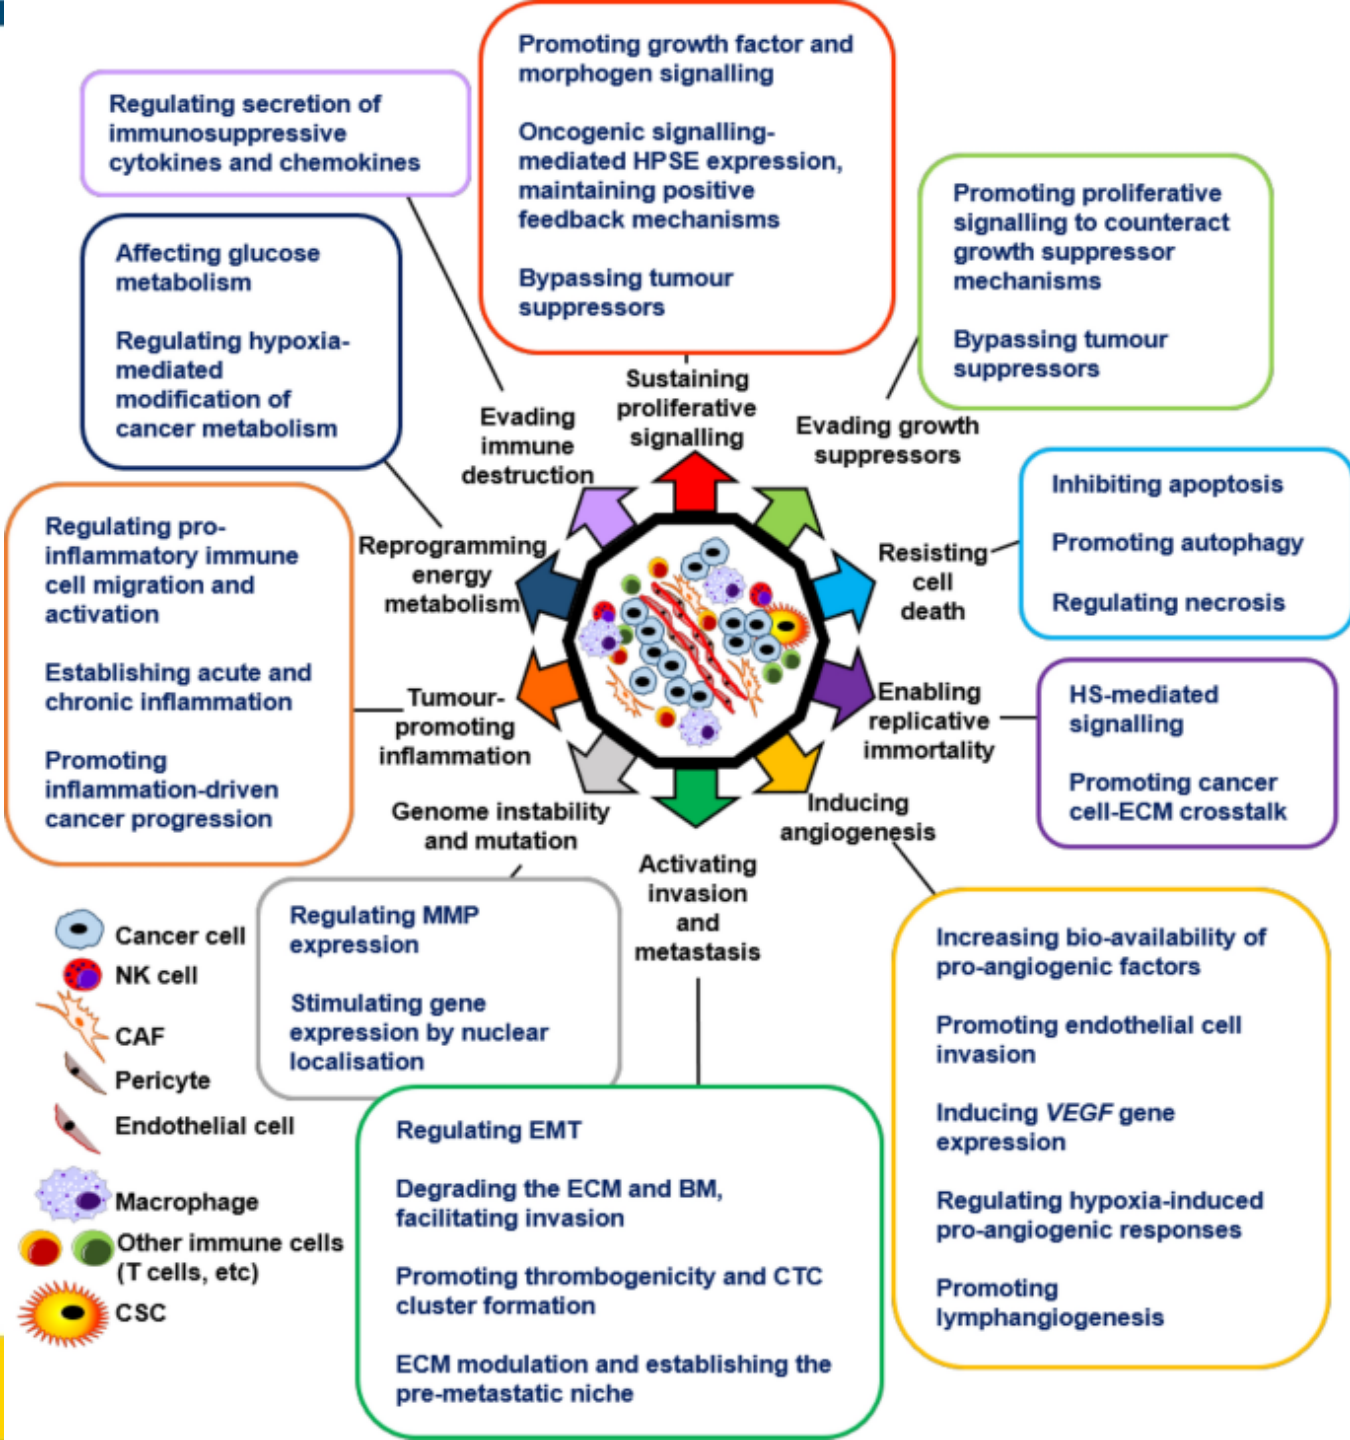 Promoting growth factor and
morphogen signalling
Oncogenic signalling-
mediated HPSE expression,
maintaining positive
feedback mechanisms
Bypassing tumour
suppressors
Regulating secretion of
immunosuppressive
cytokines and chemokines
Promoting proliferative
signalling to counteract
growth suppressor
mechanisms
Bypassing tumour
suppressors
Affecting glucose
metabolism
Regulating hypoxia-
mediated
modification of
cancer metabolism
Sustaining
proliferative
signalling
Evading
immune
destruction
Evading growth
suppressors
Inhibiting apoptosis
Promoting autophagy
Regulating necrosis
Regulating pro-
inflammatory immune
cell migration and
activation
Establishing acute and
chronic inflammation
Promoting
inflammation-driven
cancer progression
Reprogramming
energy
metabolism
Resisting
cell
death
Tumour-
promoting
inflammation
Enabling
replicative
immortality
HS-mediated
signalling
Promoting cancer
cell-ECM crosstalk
Genome instability
and mutation
Inducing
angiogenesis
Activating
invasion
and
metastasis
Regulating MMP
expression
Stimulating gene
expression by nuclear
localisation
Increasing bio-availability of
pro-angiogenic factors
Promoting endothelial cell
invasion
Inducing VEGF gene
expression
Regulating hypoxia-induced
pro-angiogenic responses
Promoting
lymphangiogenesis
Cancer cell
NK cell
CAF
Pericyte
Endothelial cell
Macrophage
Other immune cells
(T cells, etc)
CSC
Regulating EMT
Degrading the ECM and BM,
facilitating invasion
Promoting thrombogenicity and CTC
cluster formation
ECM modulation and establishing the
pre-metastatic niche